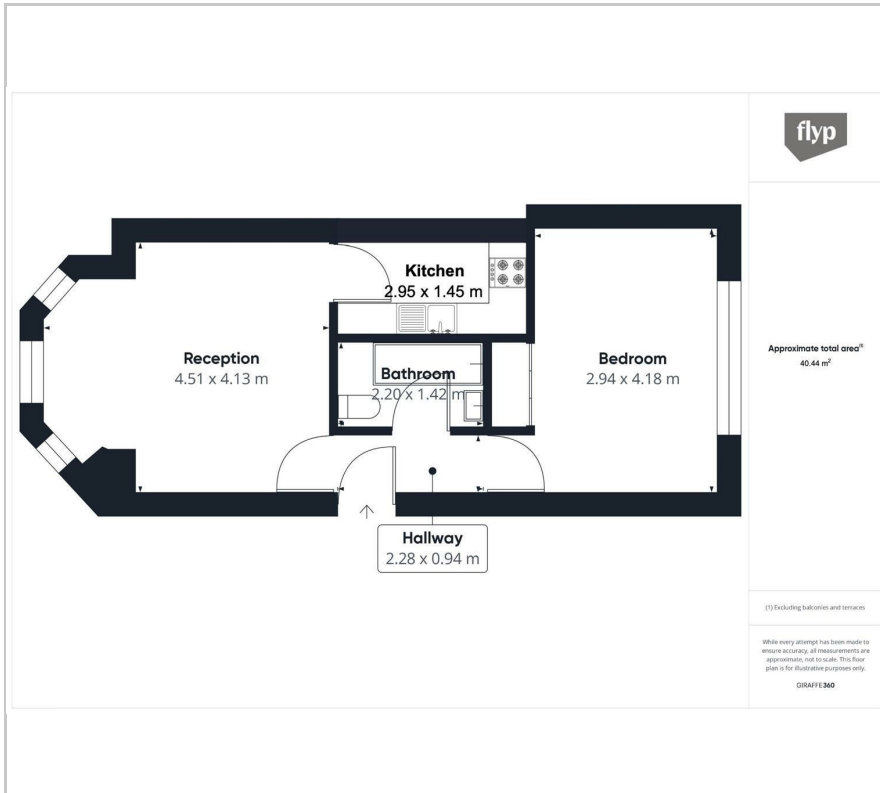 flyp
Kitchen
2.95 x 1.45 m
Reception
4.51 x 4.13 m
Bathroom
2.20 x 1.42 m
Bedroom
2.94 x 4.18 m
Hallway
2.28 x 0.94 m
Approximate total area⁽¹⁾
40.44 m²
(1) Excluding balconies and terraces
While every attempt has been made to
ensure accuracy, all measurements are
approximate, not to scale. This floor
plan is for illustrative purposes only.
GIRAFFE360